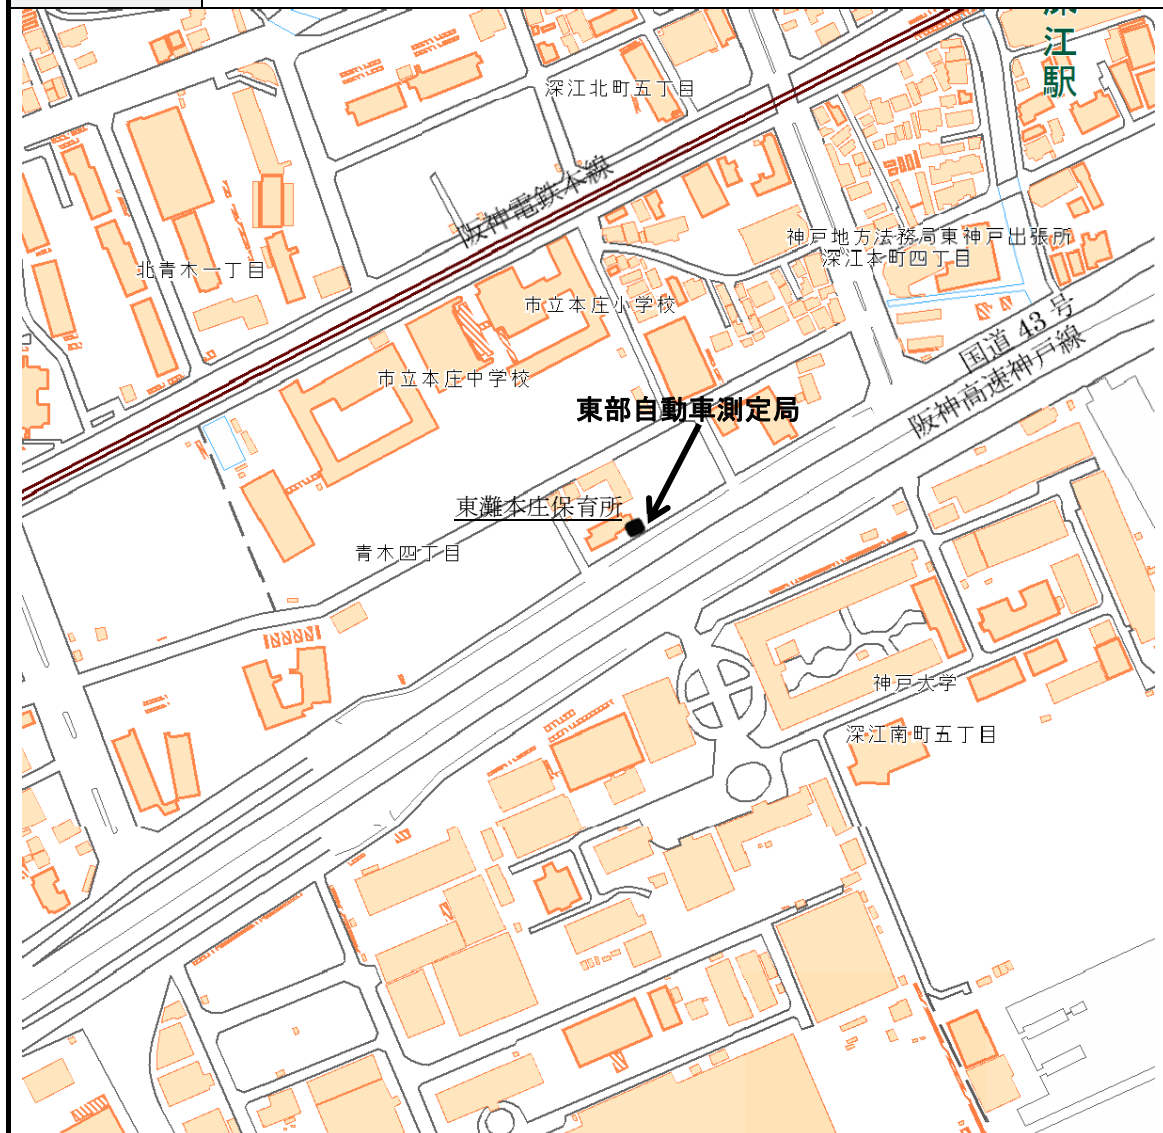 深江駅
深江北町五丁目
阪神電鉄本線
神戸地方法務局東神戸出張所
深江本町四丁目
北青木一丁目
市立本庄小学校
国道 43 号
阪神高速神戸線
市立本庄中学校
東部自動車測定局
東灘本庄保育所
青木四丁目
神戸大学
深江南町五丁目